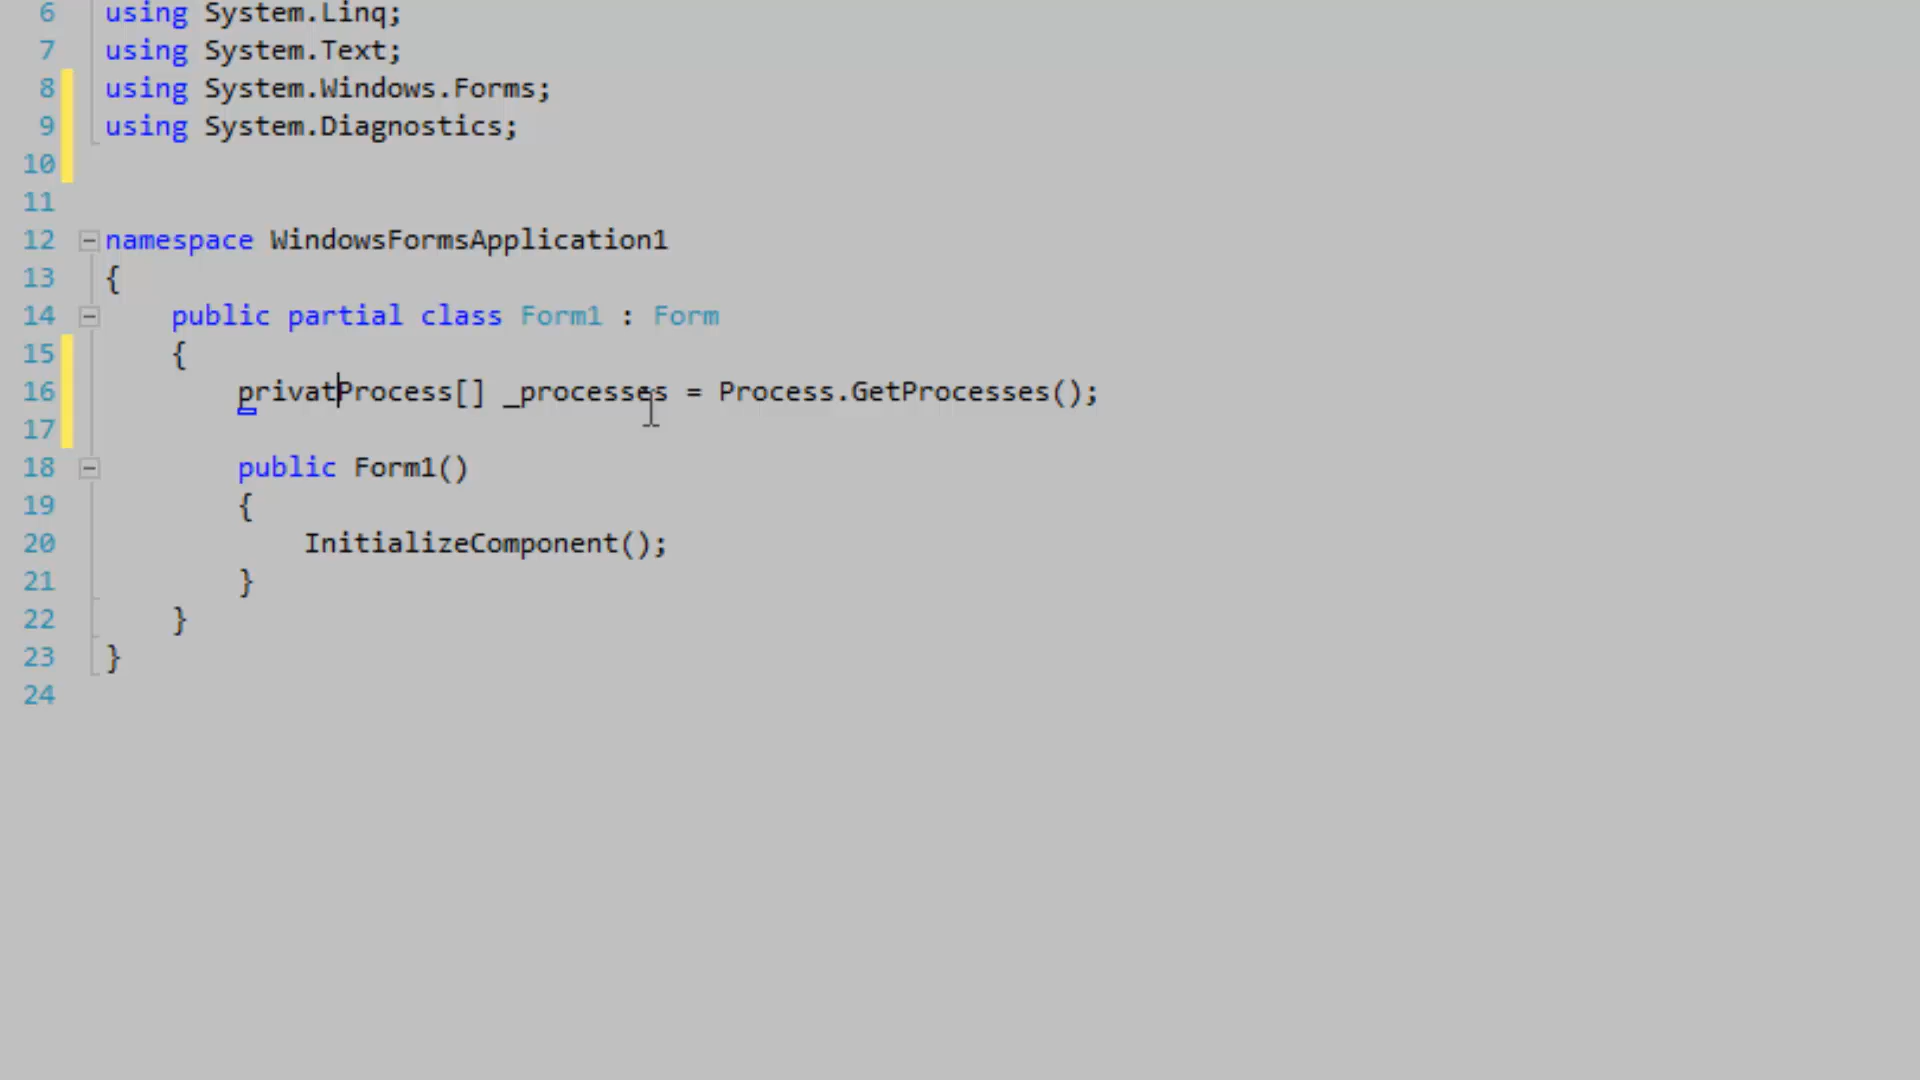 6 using System.Linq;
7 using System.Text;
8 using System.Windows.Forms;
9 using System.Diagnostics;
10
11
12 namespace WindowsFormsApplication1
13 {
14 public partial class Form1 : Form
15 {
16 privatProcess[] _processes = Process.GetProcesses();
17
18 public Form1()
19 {
20 InitializeComponent();
21 }
22 }
23 }
24